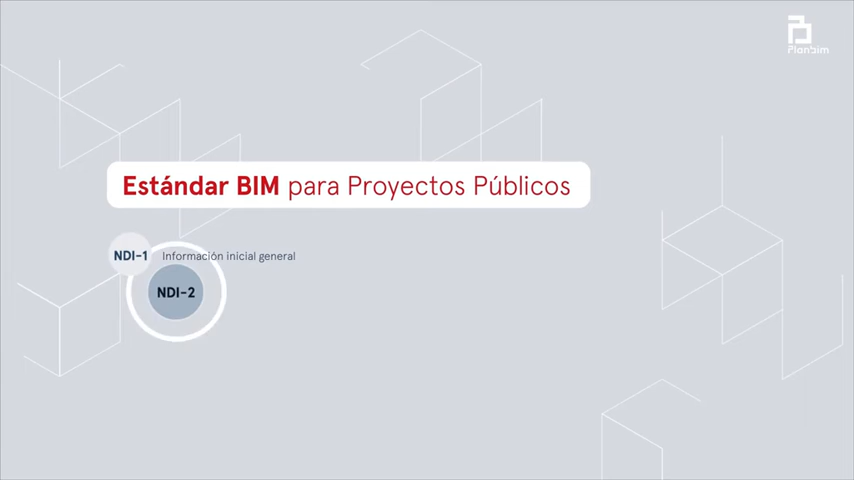 Planbim
Estándar BIM para Proyectos Públicos
NDI-1 Información inicial general
NDI-2